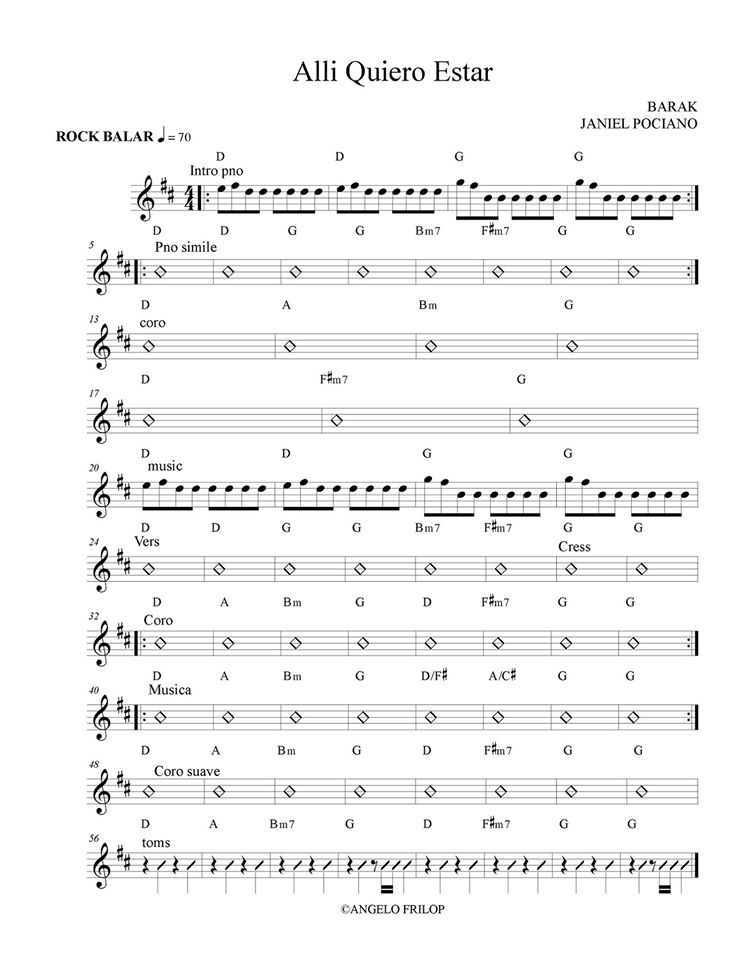 Alli Quiero Estar
BARAK
JANIEL POCIANO
ROCK BALAR ♩ = 70
D D G G
Intro pno
4/4
D D G G Bm7 F#m7 G G
5 Pno simile
D A Bm G
13 coro
D F#m7 G
17
D D G G
20 music
D D G G Bm7 F#m7 G G
24 Vers Cress
D A Bm G D F#m7 G G
32 Coro
D A Bm G D/F# A/C# G G
40 Musica
D A Bm G D F#m7 G G
48 Coro suave
D A Bm7 G D F#m7 G G
56 toms
©ANGELO FRILOP